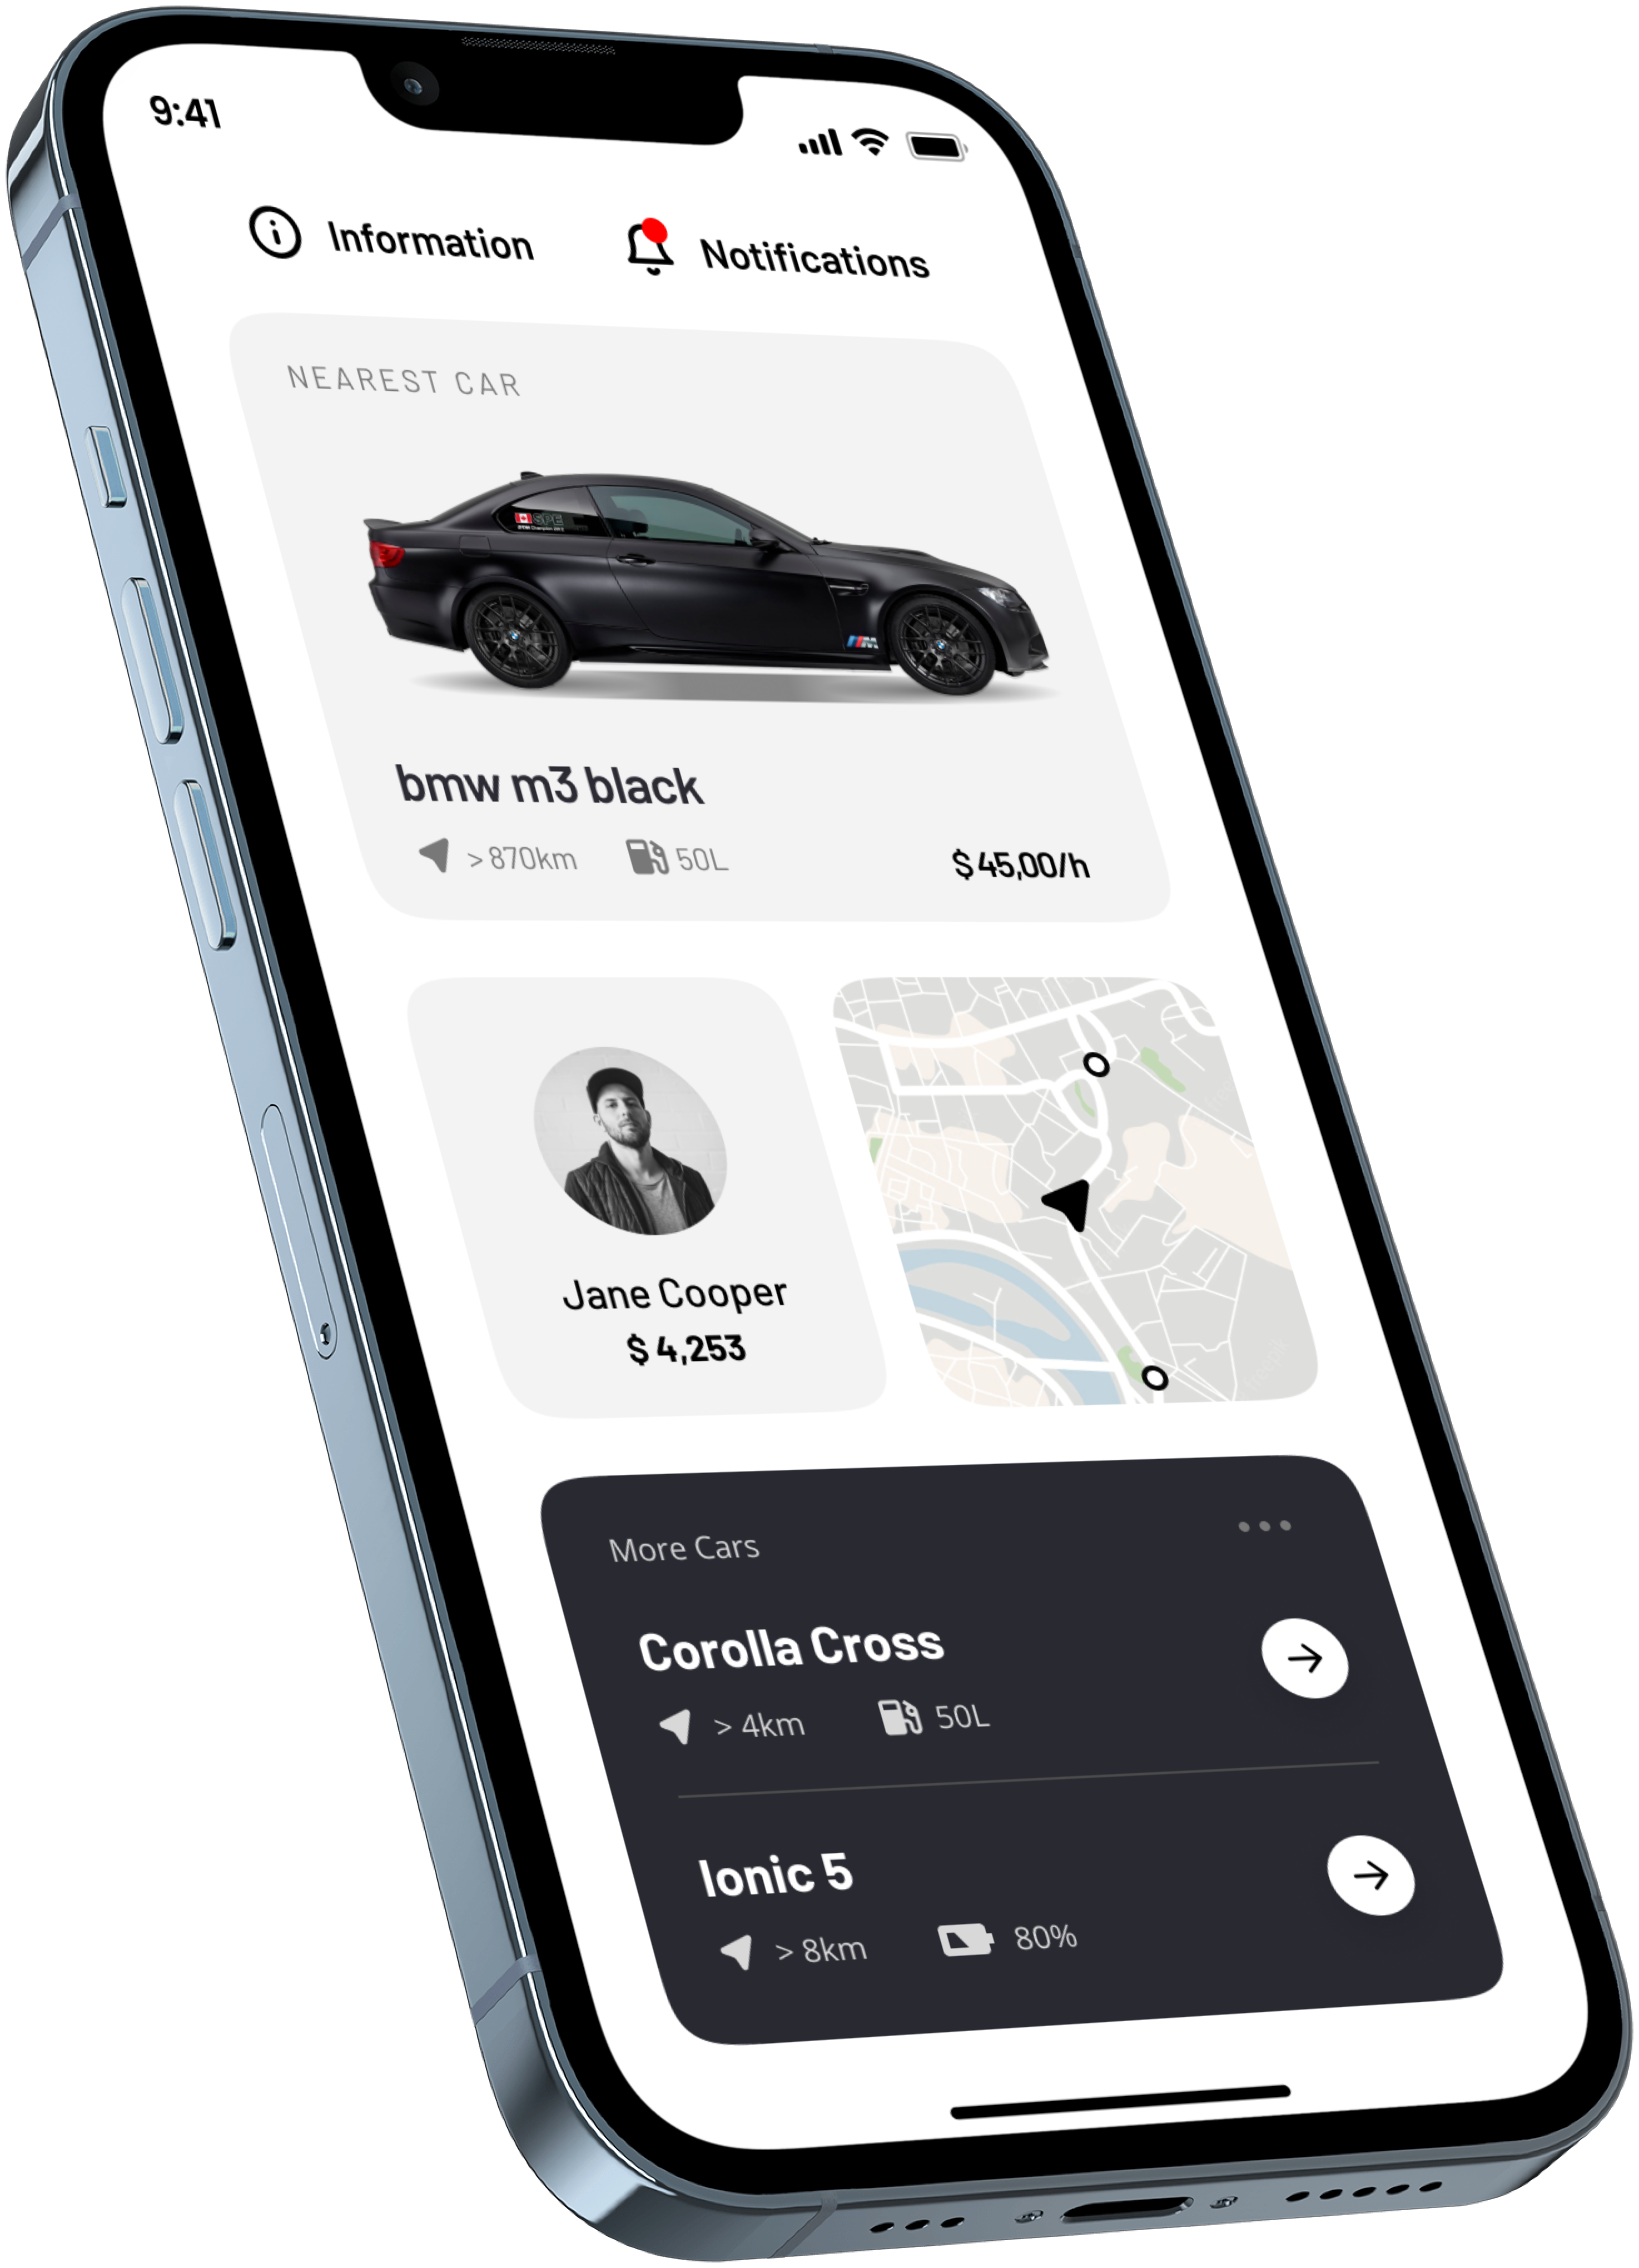 9:41
Information
Notifications
NEAREST CAR
bmw m3 black
> 870km
50L
$45,00/h
Jane Cooper
$ 4,253
More Cars
Corolla Cross
> 4km
50L
Ionic 5
> 8km
80%